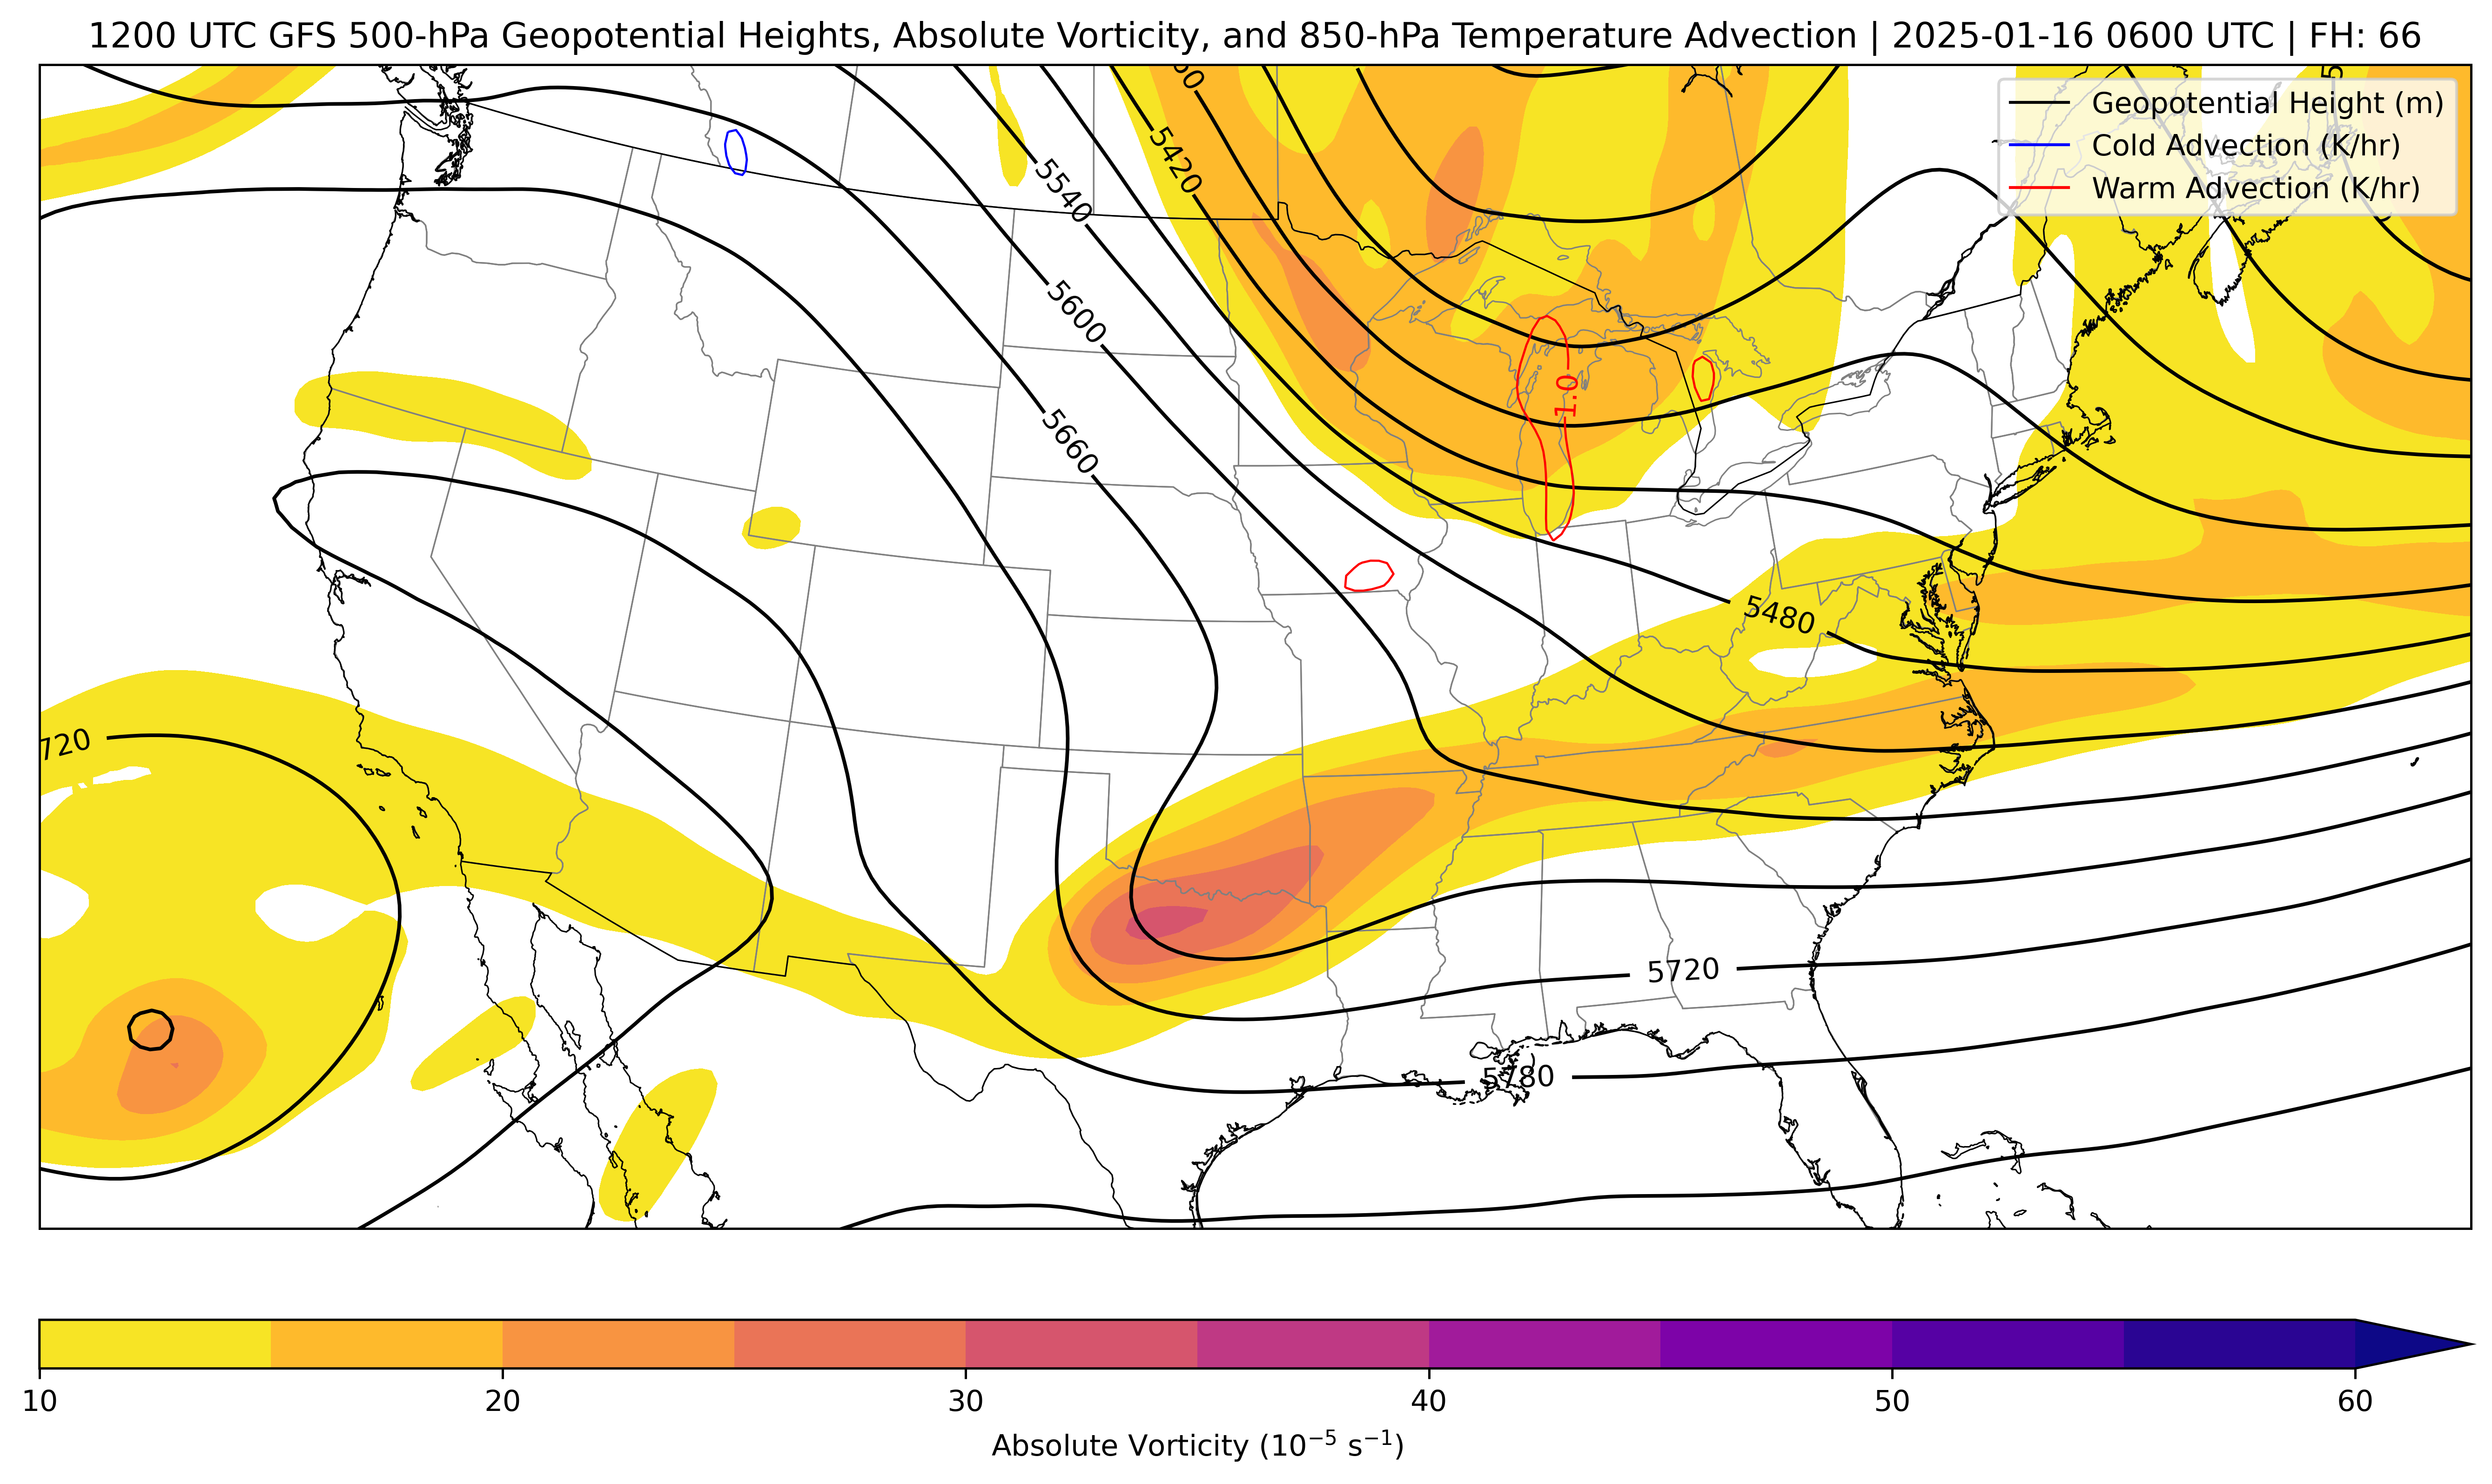 1200 UTC GFS 500-hPa Geopotential Heights, Absolute Vorticity, and 850-hPa Temperature Advection | 2025-01-16 0600 UTC | FH: 66
Geopotential Height (m)
Cold Advection (K/hr)
Warm Advection (K/hr)
5420
5540
5600
1.0
5660
5480
720
5720
5780
10 20 30 40 50 60
Absolute Vorticity (10⁻⁵ s⁻¹)